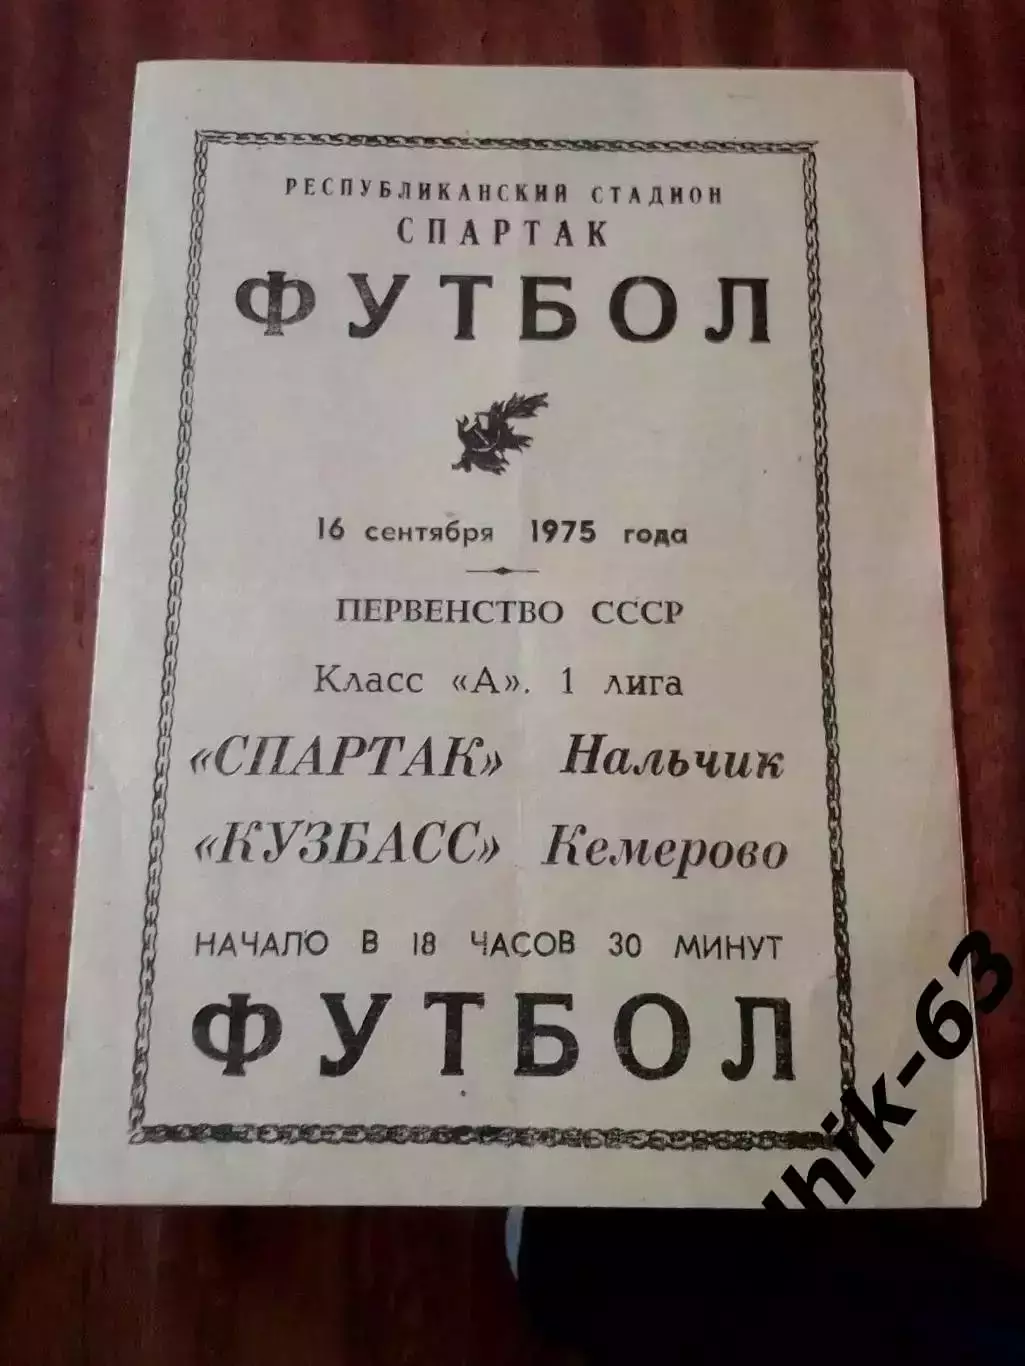 РЕСПУБЛИКАНСКИЙ СТАДИОН
СПАРТАК
ФУТБОЛ
16 сентября 1975 года
ПЕРВЕНСТВО СССР
Класс «А». 1 лига
«СПАРТАК» Нальчик
«КУЗБАСС» Кемерово
НАЧАЛО В 18 ЧАСОВ 30 МИНУТ
ФУТБОЛ